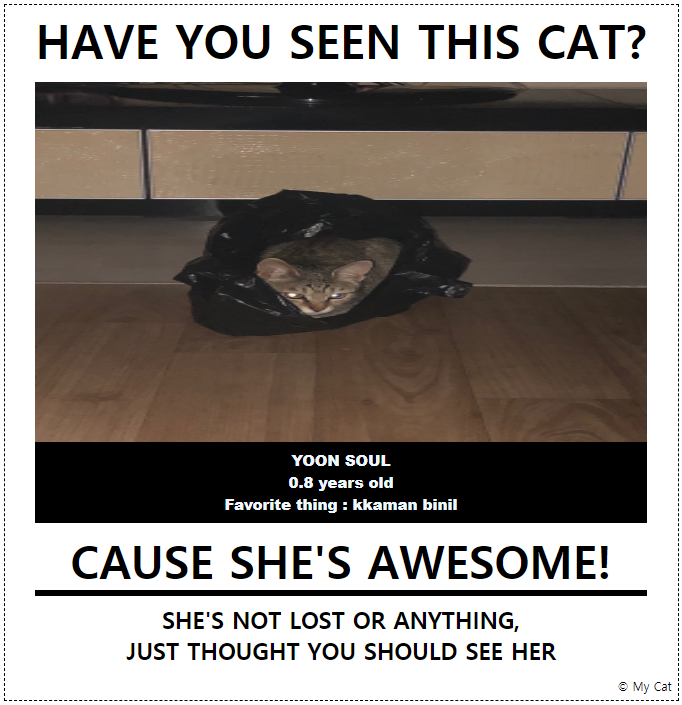 HAVE YOU SEEN THIS CAT?
YOON SOUL
0.8 years old
Favorite thing : kkaman binil
CAUSE SHE'S AWESOME!
SHE'S NOT LOST OR ANYTHING,
JUST THOUGHT YOU SHOULD SEE HER
© My Cat